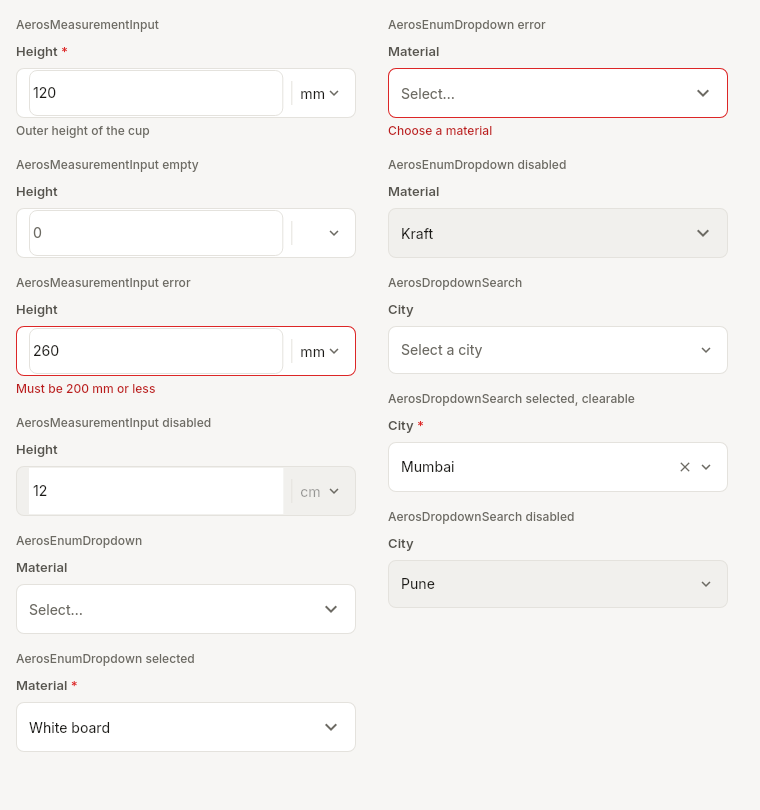 AerosMeasurementInput
Height *
120
mm
Outer height of the cup
AerosMeasurementInput empty
Height
0
AerosMeasurementInput error
Height
260
mm
Must be 200 mm or less
AerosMeasurementInput disabled
Height
12
cm
AerosEnumDropdown
Material
Select...
AerosEnumDropdown selected
Material *
White board
AerosEnumDropdown error
Material
Select...
Choose a material
AerosEnumDropdown disabled
Material
Kraft
AerosDropdownSearch
City
Select a city
AerosDropdownSearch selected, clearable
City *
Mumbai
AerosDropdownSearch disabled
City
Pune